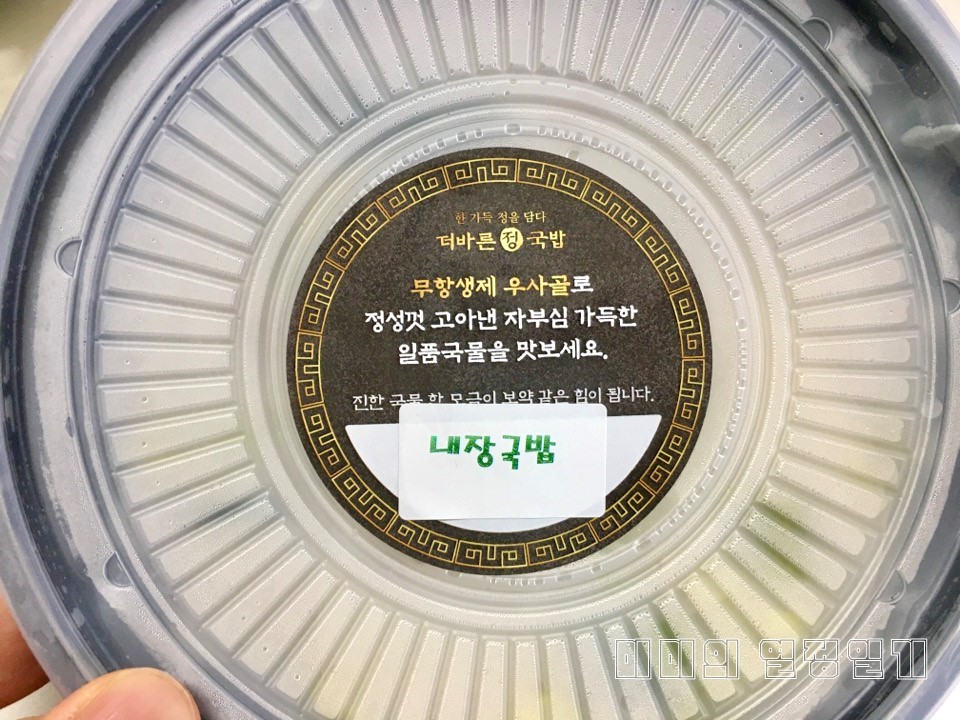 한 가득 정을 담다
더바른 정 국밥
무항생제 우사골로
정성껏 고아낸 자부심 가득한
일품국물을 맛보세요.
진한 국물 한 모금이 보약 같은 힘이 됩니다.
내장국밥
미미의 열정일기